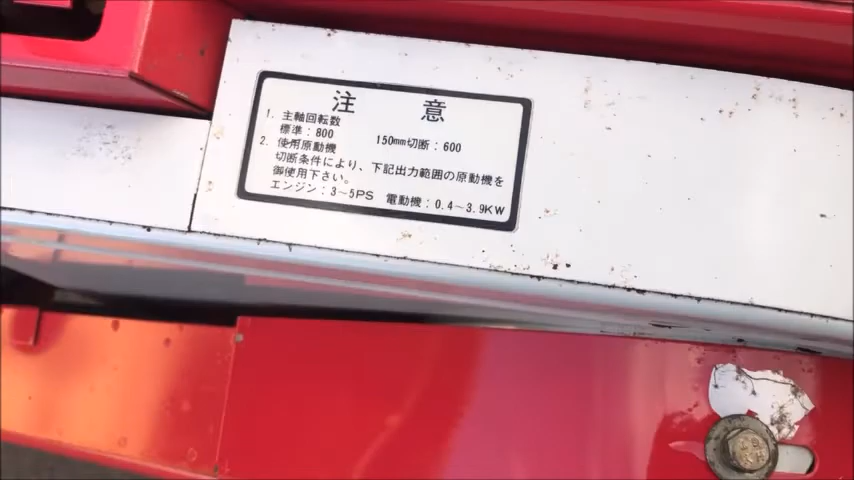 注 意
1. 主軸回転数
標準：800 150mm切断：600
2. 使用原動機
切断条件により、下記出力範囲の原動機を
御使用下さい。
エンジン：3〜5PS 電動機：0.4〜3.9KW